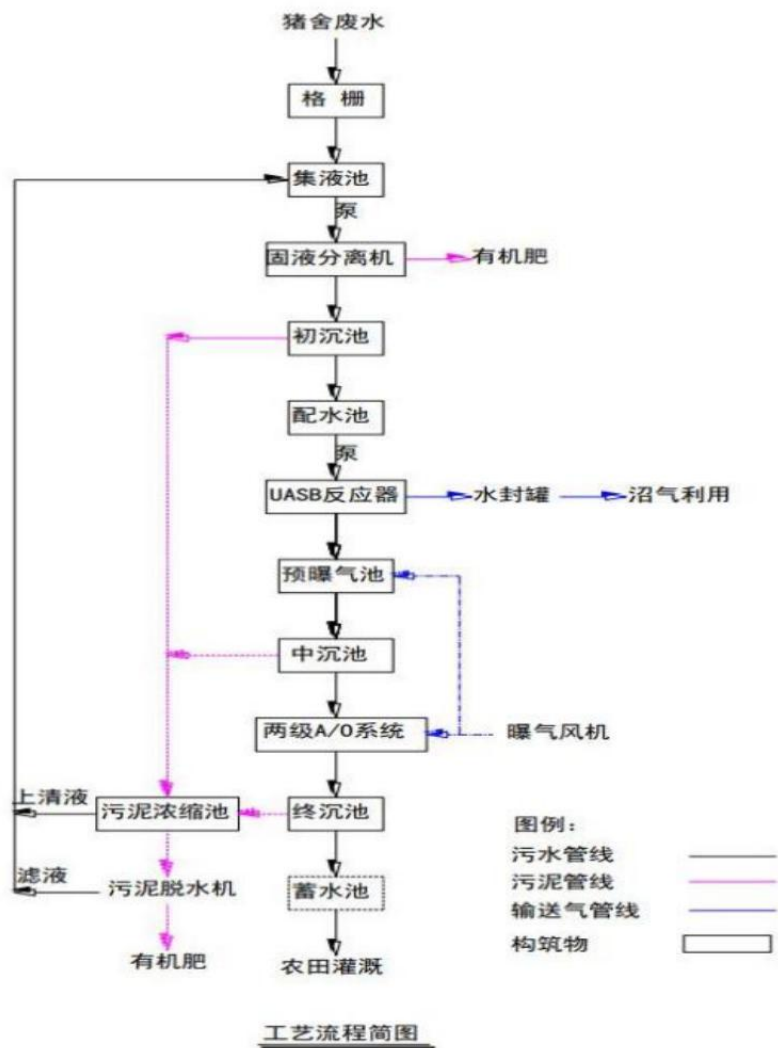 猪舍废水
格栅
集液池
泵
固液分离机
有机肥
初沉池
配水池
泵
UASB反应器
水封罐
沼气利用
预曝气池
中沉池
两级A/O系统
曝气风机
上清液
污泥浓缩池
终沉池
滤液
污泥脱水机
蓄水池
有机肥
农田灌溉
图例：
污水管线
污泥管线
输送气管线
构筑物
工艺流程简图